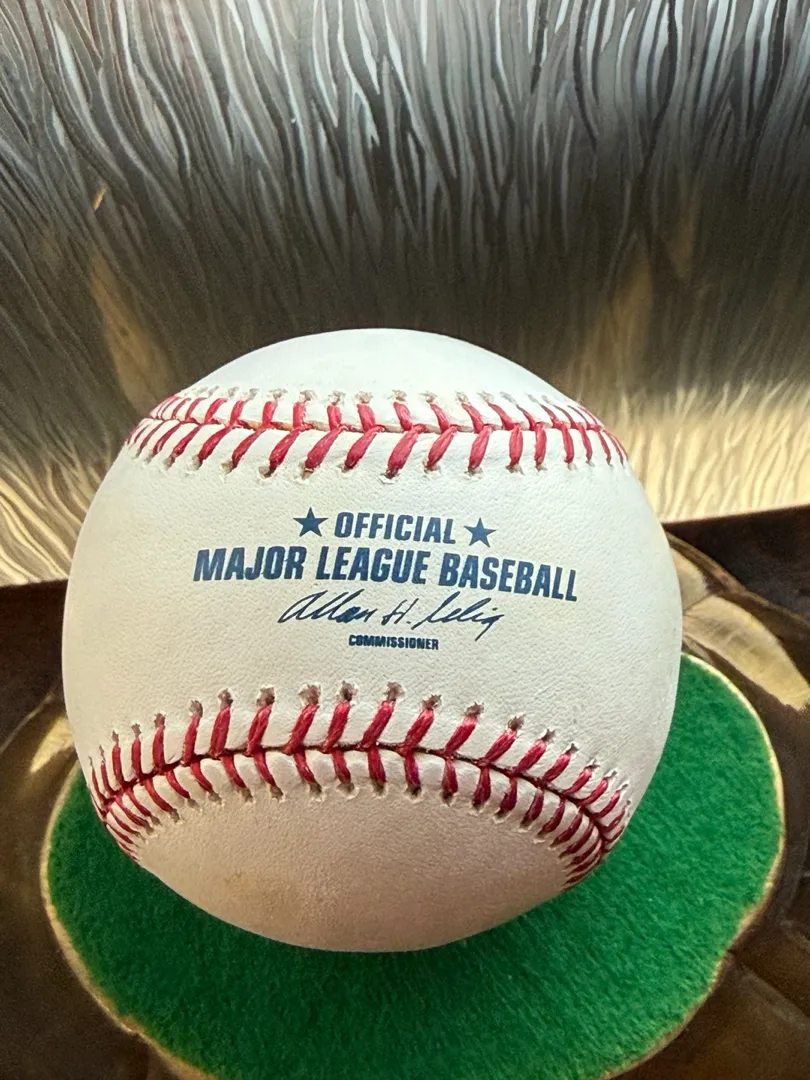 ★ OFFICIAL ★
MAJOR LEAGUE BASEBALL
Allan H. Selig
COMMISSIONER